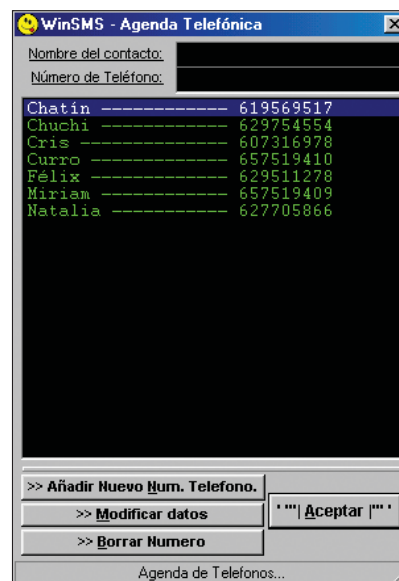 WinSMS - Agenda Telefónica
Nombre del contacto:
Número de Teléfono:
Chatín ------------ 619569517
Chuchi ------------ 629754554
Cris ------------ 607316978
Curro ------------ 657519410
Félix ------------ 629511278
Miriam ------------ 657519409
Natalia ------------ 627705866
>> Añadir Nuevo Num. Telefono.
>> Modificar datos
' '''| Aceptar |''' '
>> Borrar Numero
Agenda de Telefonos...